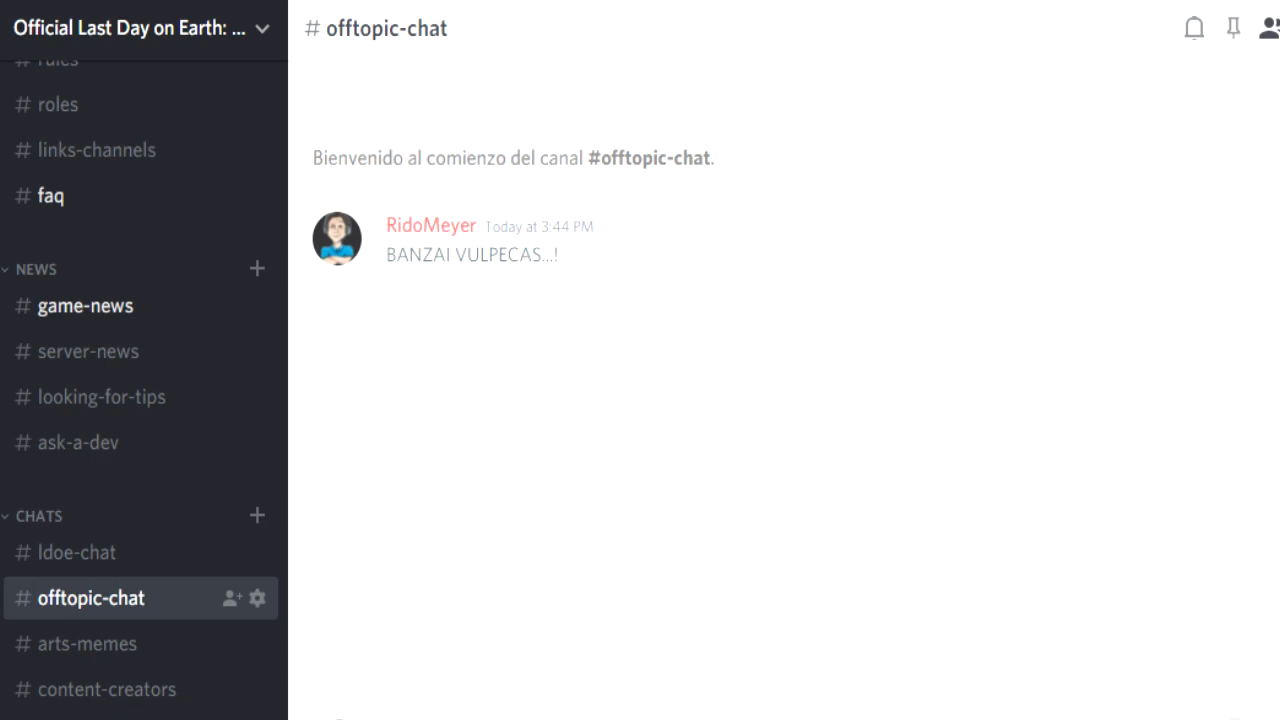 Official Last Day on Earth: ...
# offtopic-chat
# rules
# roles
# links-channels
# faq
NEWS
# game-news
# server-news
# looking-for-tips
# ask-a-dev
CHATS
# ldoe-chat
# offtopic-chat
# arts-memes
# content-creators
Bienvenido al comienzo del canal #offtopic-chat.
RidoMeyer Today at 3:44 PM
BANZAI VULPECAS...!